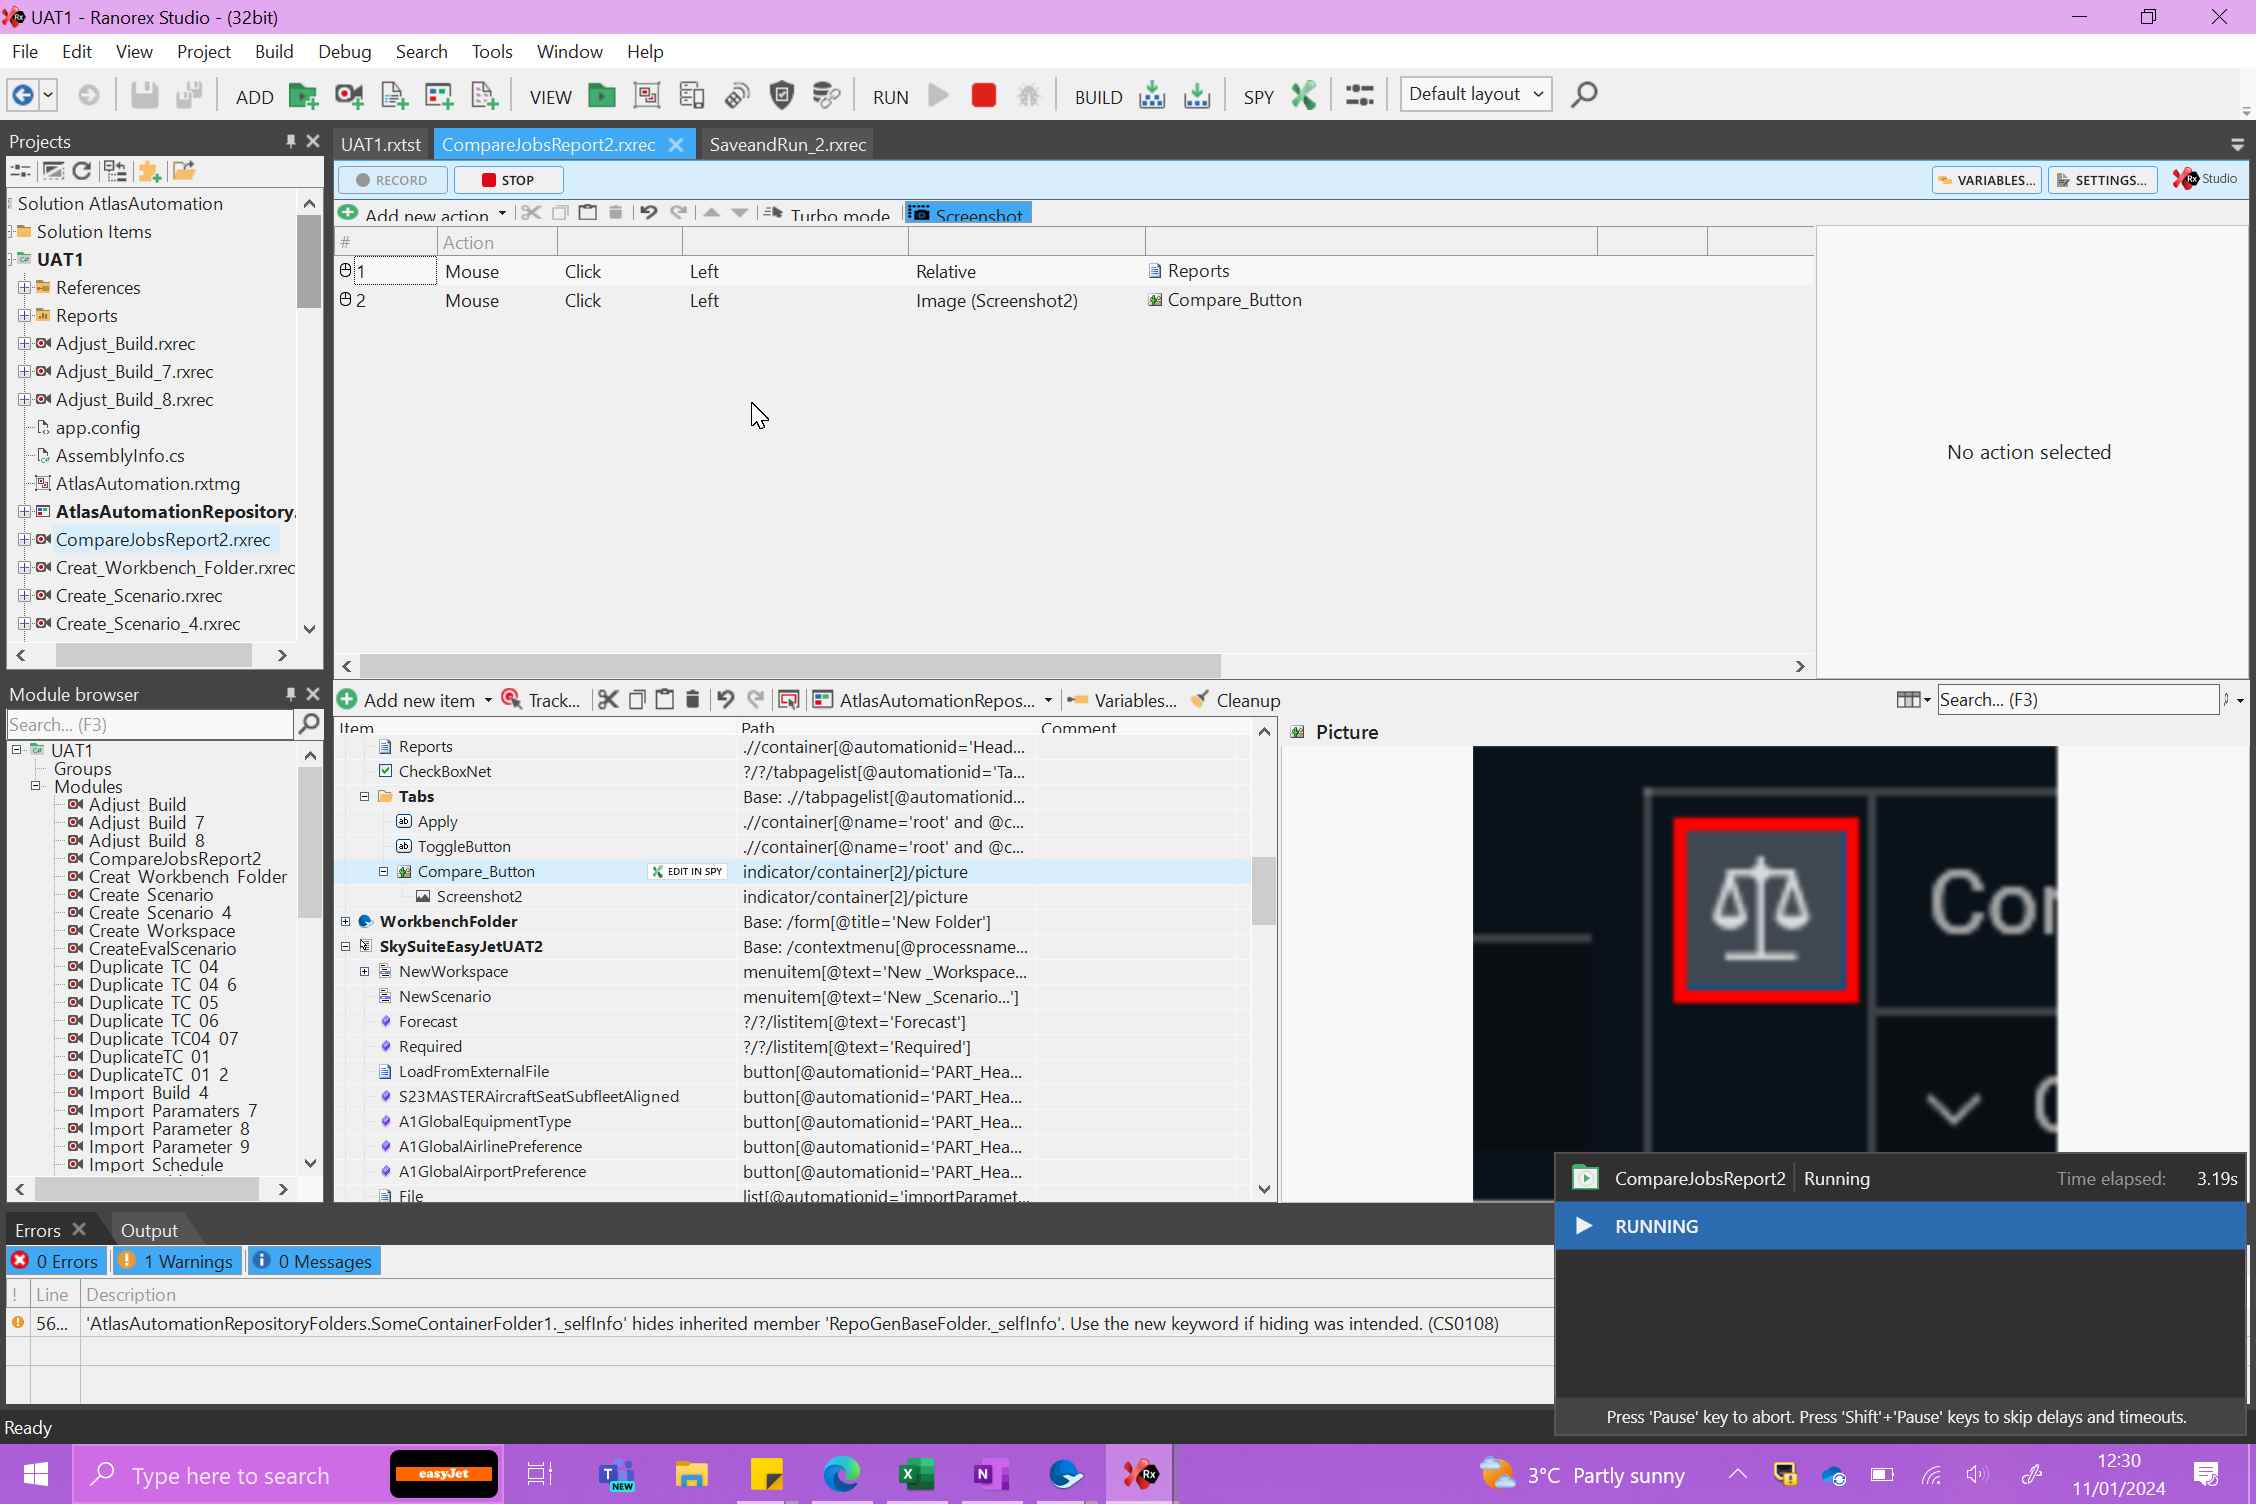 UAT1 - Ranorex Studio - (32bit)
File Edit View Project Build Debug Search Tools Window Help
ADD VIEW RUN BUILD SPY Default layout
Projects
UAT1.rxtst CompareJobsReport2.rxrec SaveandRun_2.rxrec
RECORD STOP VARIABLES... SETTINGS... Rx Studio
Solution AtlasAutomation
Solution Items
UAT1
References
Reports
Adjust_Build.rxrec
Adjust_Build_7.rxrec
Adjust_Build_8.rxrec
app.config
AssemblyInfo.cs
AtlasAutomation.rxtmg
AtlasAutomationRepository.
CompareJobsReport2.rxrec
Creat_Workbench_Folder.rxrec
Create_Scenario.rxrec
Create_Scenario_4.rxrec
Add new action Turbo mode Screenshot
# Action
1 Mouse Click Left Relative Reports
2 Mouse Click Left Image (Screenshot2) Compare_Button
No action selected
Module browser
Search... (F3)
UAT1
Groups
Modules
Adjust Build
Adjust Build 7
Adjust Build 8
CompareJobsReport2
Creat Workbench Folder
Create Scenario
Create Scenario 4
Create Workspace
CreateEvalScenario
Duplicate TC 04
Duplicate TC 04 6
Duplicate TC 05
Duplicate TC 06
Duplicate TC04 07
DuplicateTC 01
DuplicateTC 01 2
Import Build 4
Import Paramaters 7
Import Parameter 8
Import Parameter 9
Import Schedule
Add new item Track... AtlasAutomationRepos... Variables... Cleanup Search... (F3)
Item Path Comment
Reports .//container[@automationid='Head...
CheckBoxNet ?/?/tabpagelist[@automationid='Ta...
Tabs Base: .//tabpagelist[@automationid...
Apply .//container[@name='root' and @c...
ToggleButton .//container[@name='root' and @c...
Compare_Button EDIT IN SPY indicator/container[2]/picture
Screenshot2 indicator/container[2]/picture
WorkbenchFolder Base: /form[@title='New Folder']
SkySuiteEasyJetUAT2 Base: /contextmenu[@processname...
NewWorkspace menuitem[@text='New _Workspace...
NewScenario menuitem[@text='New _Scenario...']
Forecast ?/?/listitem[@text='Forecast']
Required ?/?/listitem[@text='Required']
LoadFromExternalFile button[@automationid='PART_Hea...
S23MASTERAircraftSeatSubfleetAligned button[@automationid='PART_Hea...
A1GlobalEquipmentType button[@automationid='PART_Hea...
A1GlobalAirlinePreference button[@automationid='PART_Hea...
A1GlobalAirportPreference button[@automationid='PART_Hea...
File list[@automationid='importParamet...
Picture
Con
CompareJobsReport2 Running Time elapsed: 3.19s
RUNNING
Press 'Pause' key to abort. Press 'Shift'+'Pause' keys to skip delays and timeouts.
Errors Output
0 Errors 1 Warnings 0 Messages
! Line Description
56... 'AtlasAutomationRepositoryFolders.SomeContainerFolder1._selfInfo' hides inherited member 'RepoGenBaseFolder._selfInfo'. Use the new keyword if hiding was intended. (CS0108)
Ready
Type here to search easyJet NEW 3°C Partly sunny 12:30
11/01/2024